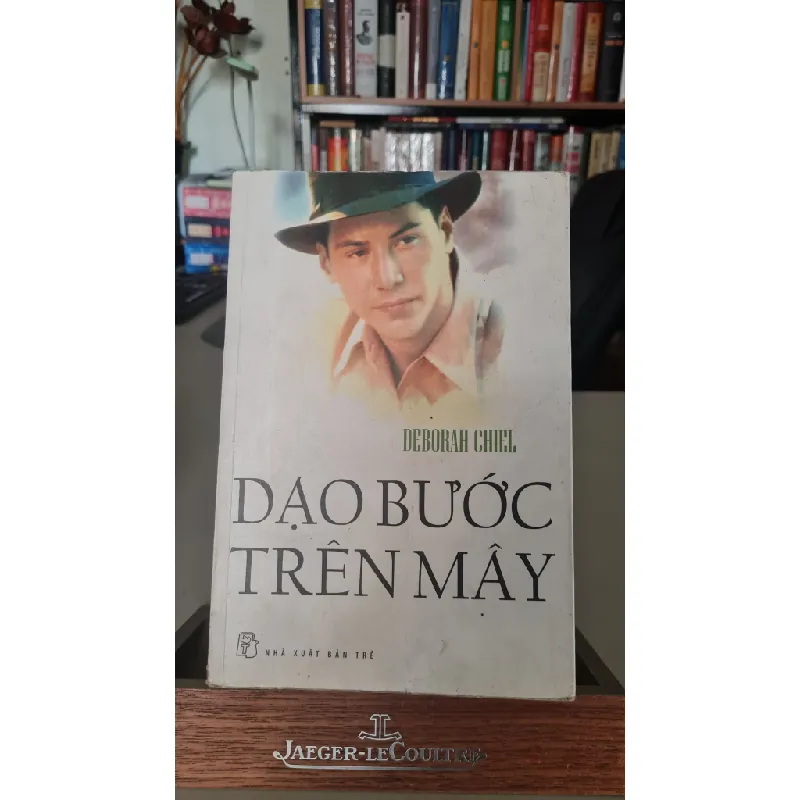 DEBORAH CHIEL
DẠO BƯỚC
TRÊN MÂY
NHÀ XUẤT BẢN TRẺ
JAEGER-LECOULTRE